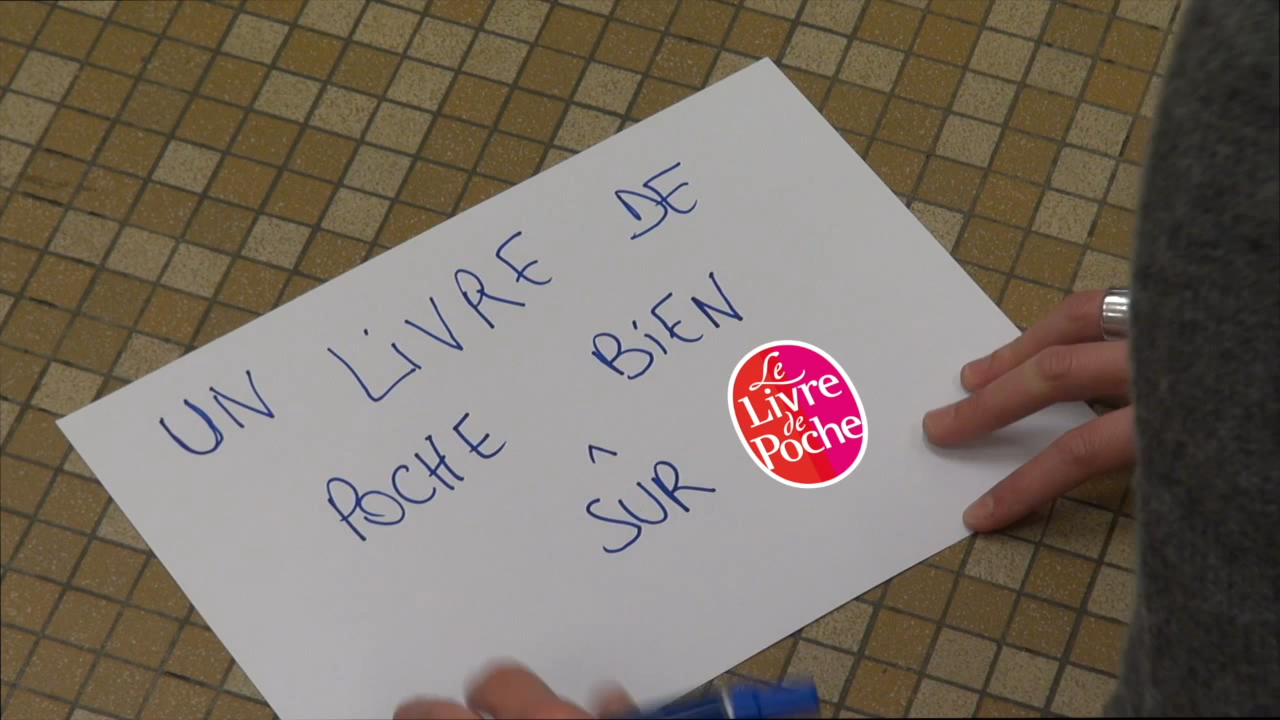 UN LiVRE DE
POCHE BiEN
SÛR
Le
Livre
de
Poche